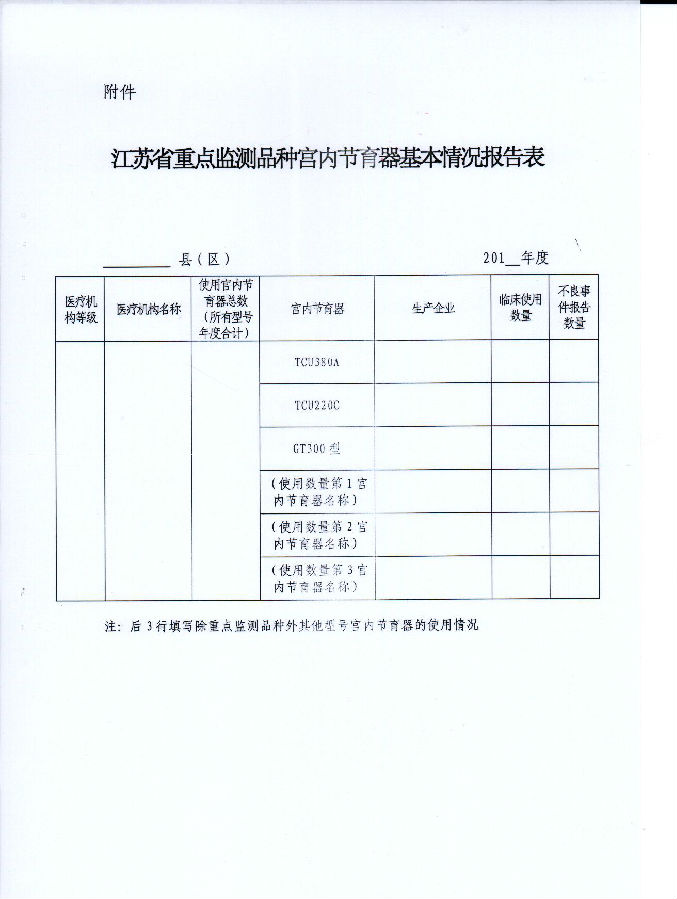 附件
江苏省重点监测品种宫内节育器基本情况报告表
________ 县（区）
201__年度
医疗机
构等级
医疗机构名称
使用宫内节
育器总数
（所有型号
年度合计）
宫内节育器
生产企业
临床使用
数量
不良事
件报告
数量
TCU380A
TCU220C
GT300 型
（使用数量第 1 宫
内节育器名称）
（使用数量第 2 宫
内节育器名称）
（使用数量第 3 宫
内节育器名称）
注：后 3 行填写除重点监测品种外其他型号宫内节育器的使用情况